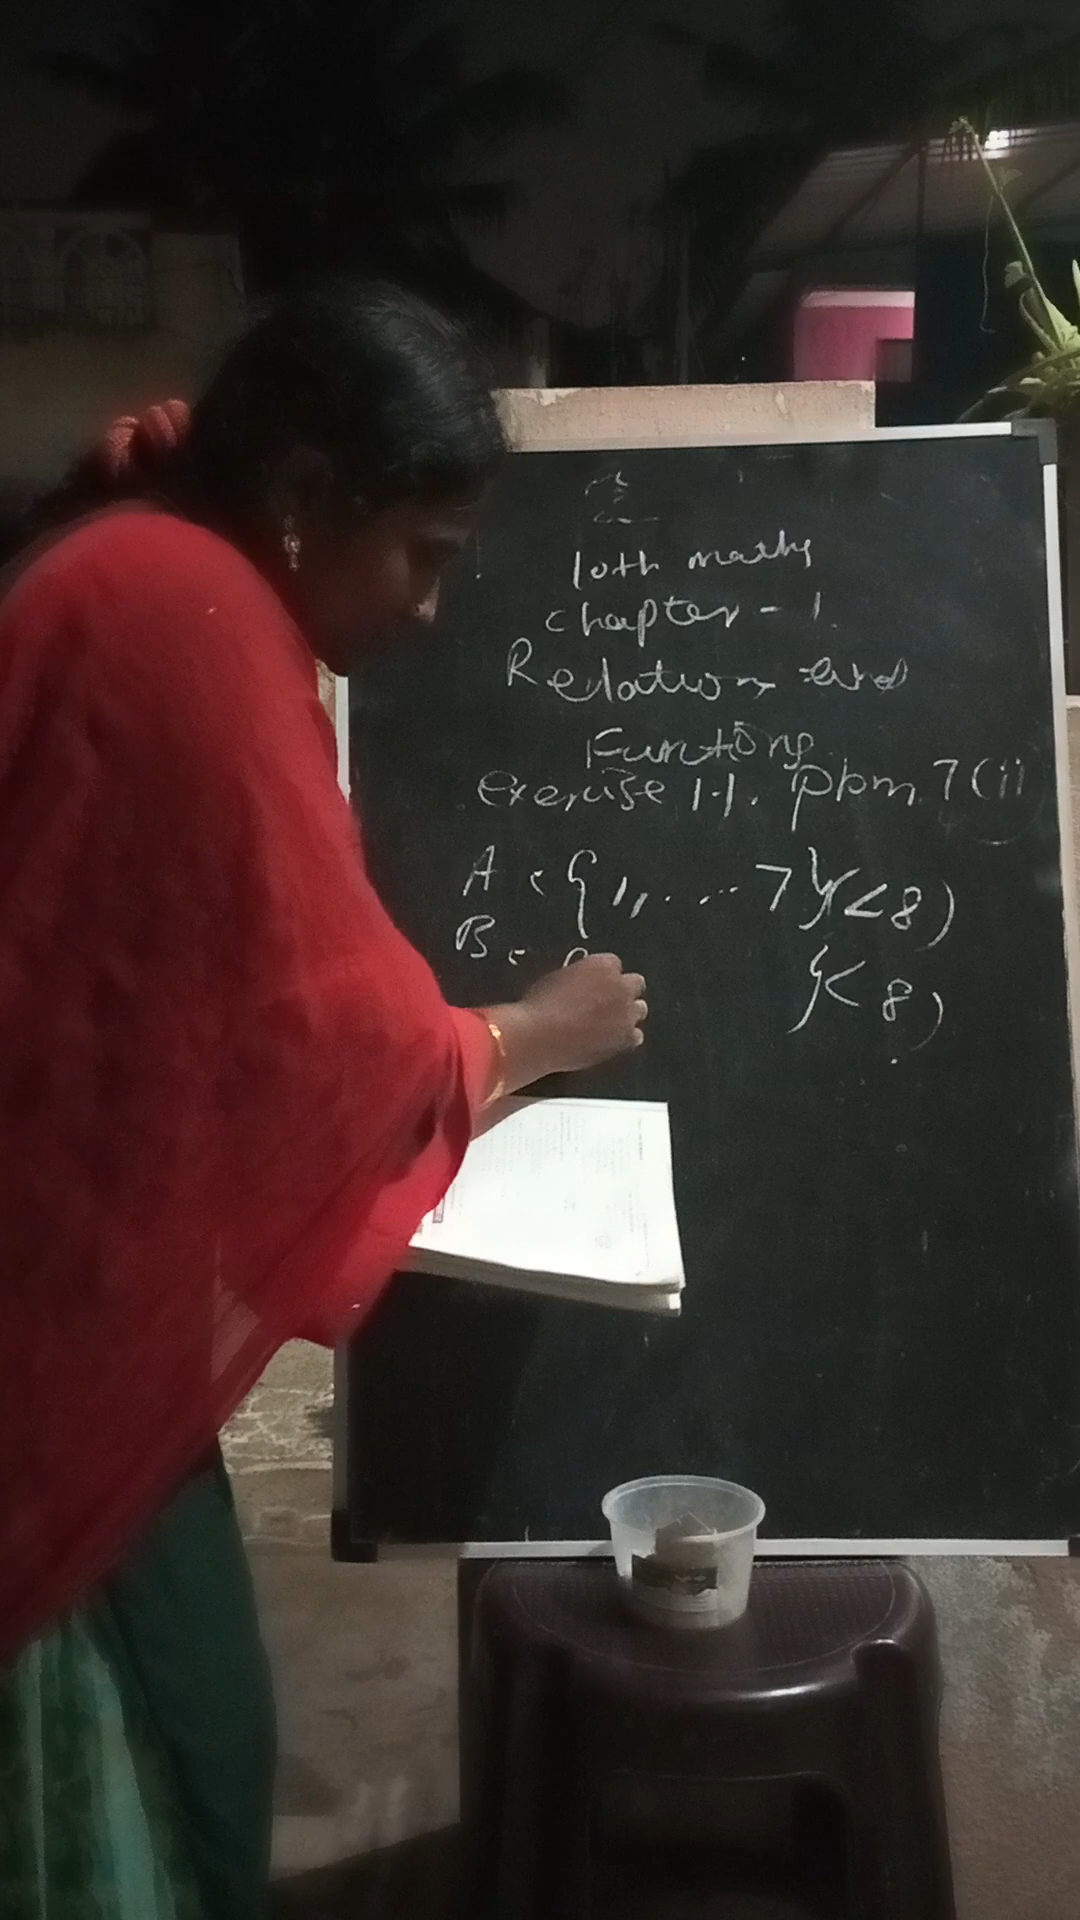 10th maths
chapter - 1.
Relations and
Functions
exercise 1.1. pbm 7(ii)
A = {1,, ... 7} (< 8)
B = { } < 8)